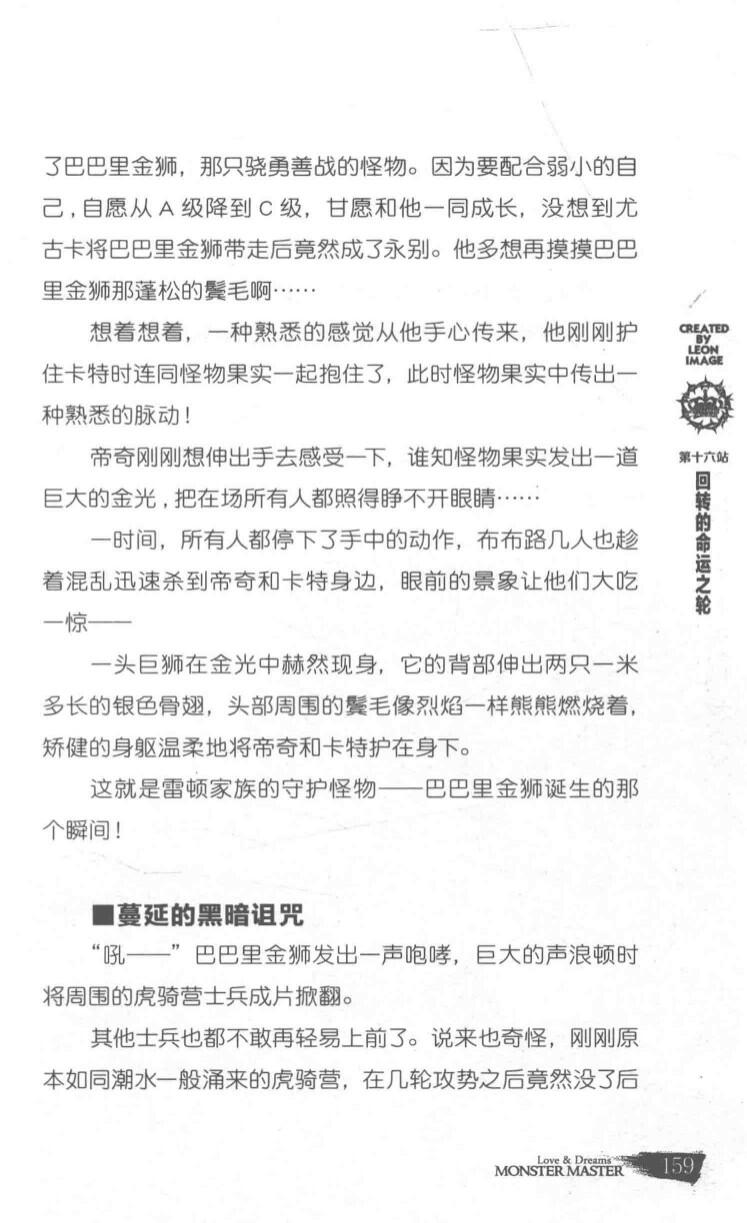 了巴巴里金狮，那只骁勇善战的怪物。因为要配合弱小的自
己，自愿从 A 级降到 C 级，甘愿和他一同成长，没想到尤
古卡将巴巴里金狮带走后竟然成了永别。他多想再摸摸巴巴
里金狮那蓬松的鬓毛啊……
想着想着，一种熟悉的感觉从他手心传来，他刚刚护
住卡特时连同怪物果实一起抱住了，此时怪物果实中传出一
种熟悉的脉动！
帝奇刚刚想伸出手去感受一下，谁知怪物果实发出一道
巨大的金光，把在场所有人都照得睁不开眼睛……
一时间，所有人都停下了手中的动作，布布路几人也趁
着混乱迅速杀到帝奇和卡特身边，眼前的景象让他们大吃
一惊——
一头巨狮在金光中赫然现身，它的背部伸出两只一米
多长的银色骨翅，头部周围的鬓毛像烈焰一样熊熊燃烧着，
矫健的身躯温柔地将帝奇和卡特护在身下。
这就是雷顿家族的守护怪物——巴巴里金狮诞生的那
个瞬间！
■蔓延的黑暗诅咒
“吼——”巴巴里金狮发出一声咆哮，巨大的声浪顿时
将周围的虎骑营士兵成片掀翻。
其他士兵也都不敢再轻易上前了。说来也奇怪，刚刚原
本如同潮水一般涌来的虎骑营，在几轮攻势之后竟然没了后
CREATED
BY
LEON
IMAGE
第十六站
回转的命运之轮
Love & Dreams
MONSTER MASTER
159